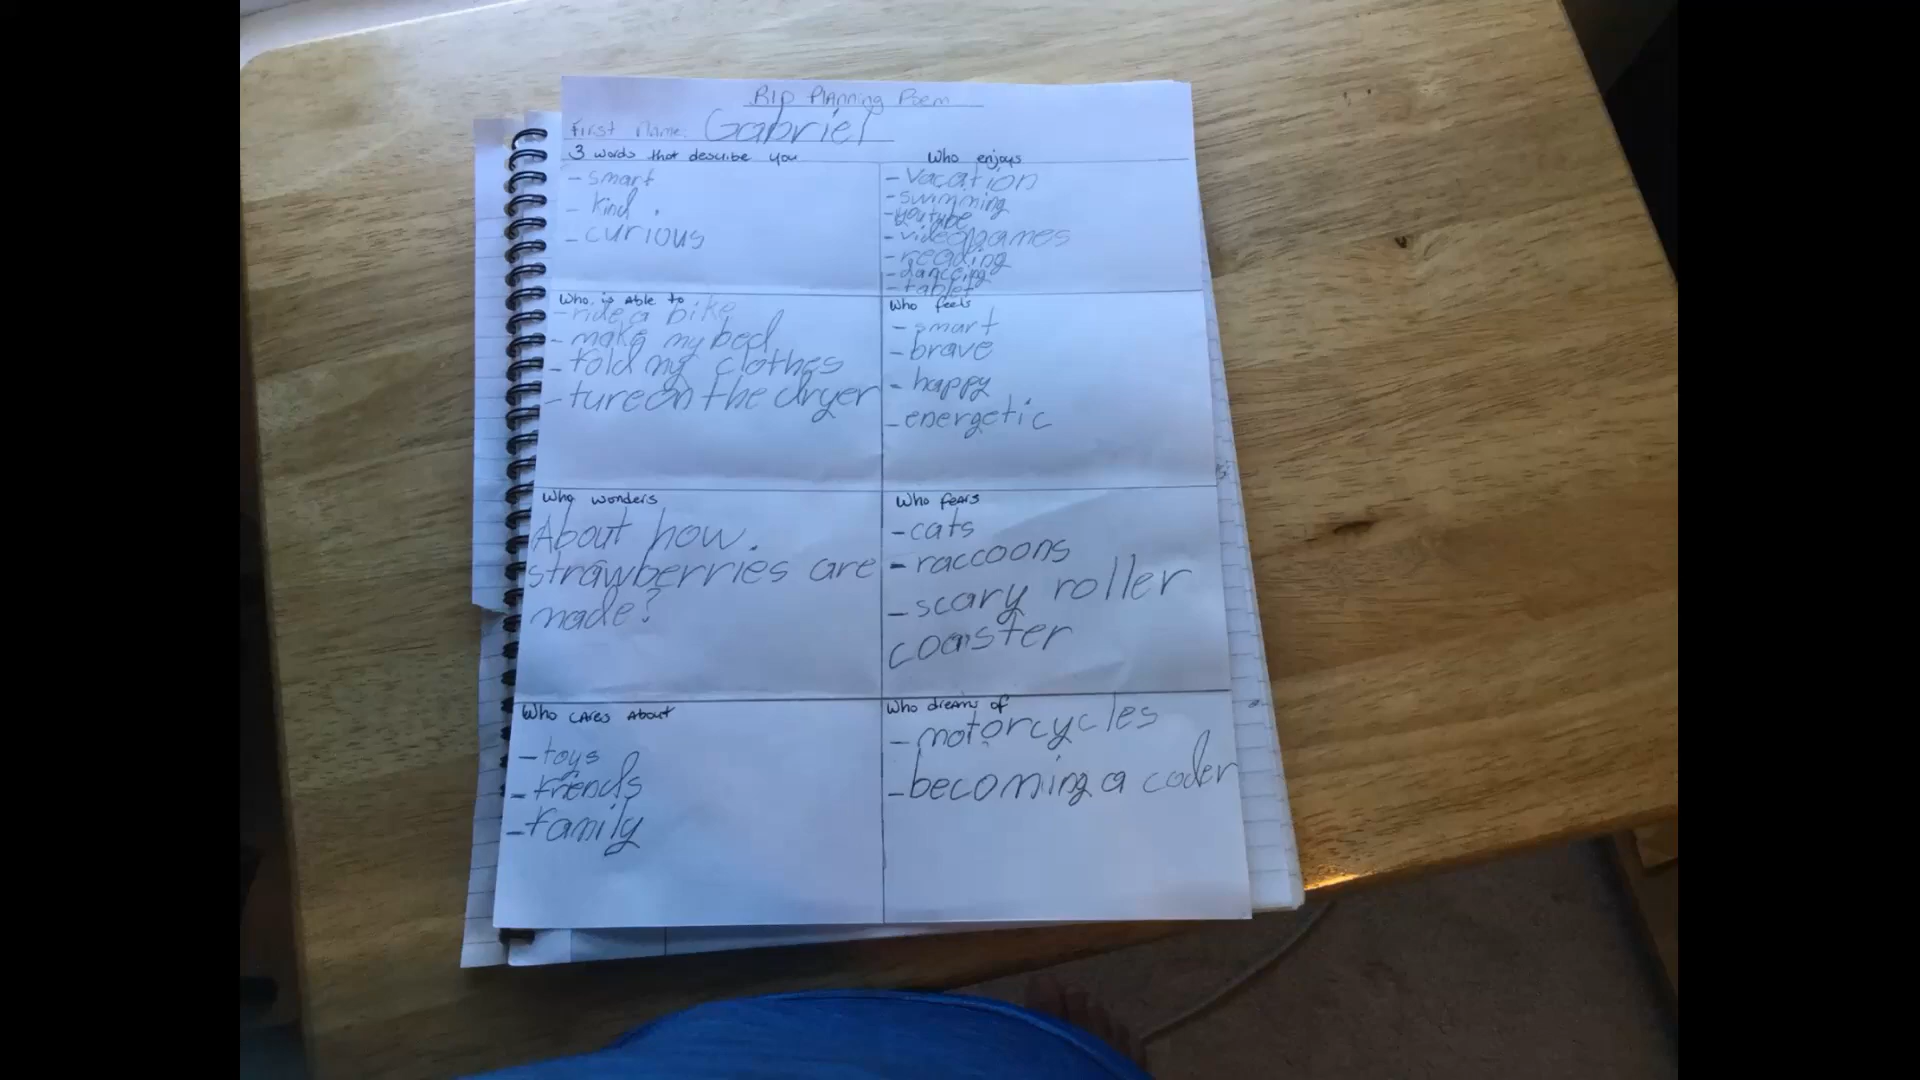 BIO Planning Poem
First Name: Gabriel
3 words that describe you
- smart
- kind
- curious
Who enjoys
- vacation
- swimming
- youtube
- videogames
- reading
- danceing
- tablet
Who is Able to
- ride a bike
- make my bed
- fold my clothes
- ture on the dryer
Who feels
- smart
- brave
- happy
- energetic
Who wonders
About how
strawberries are
made?
Who fears
- cats
- raccoons
- scary roller
coaster
Who cares About
- toys
- friends
- family
Who dreams of
- motorcycles
- becoming a coder